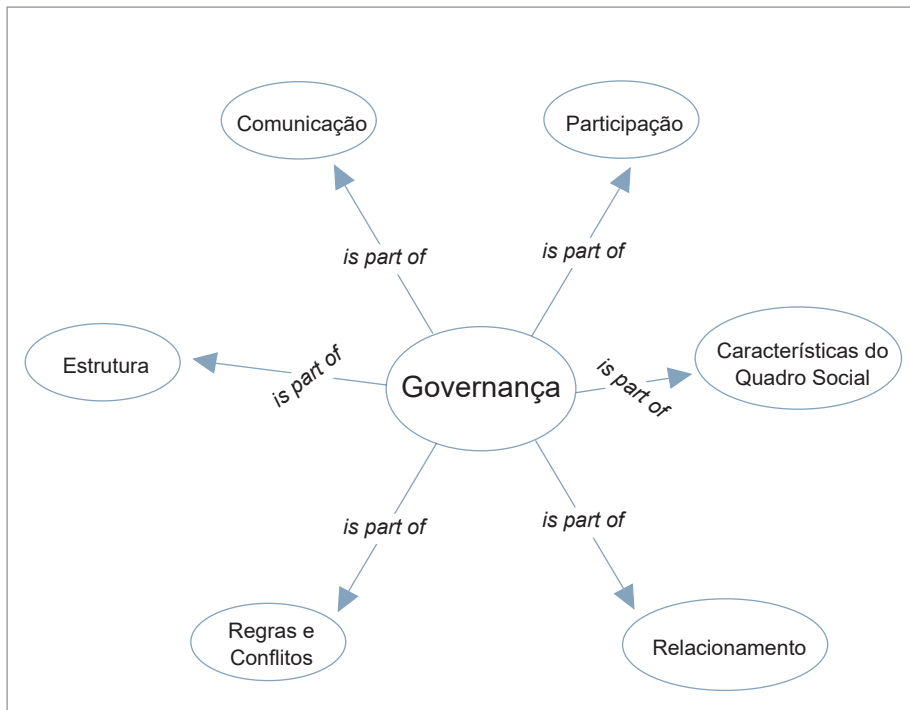 Comunicação
Participação
is part of
is part of
Estrutura
is part of
Governança
is part of
Características do
Quadro Social
is part of
is part of
Regras e
Conflitos
Relacionamento